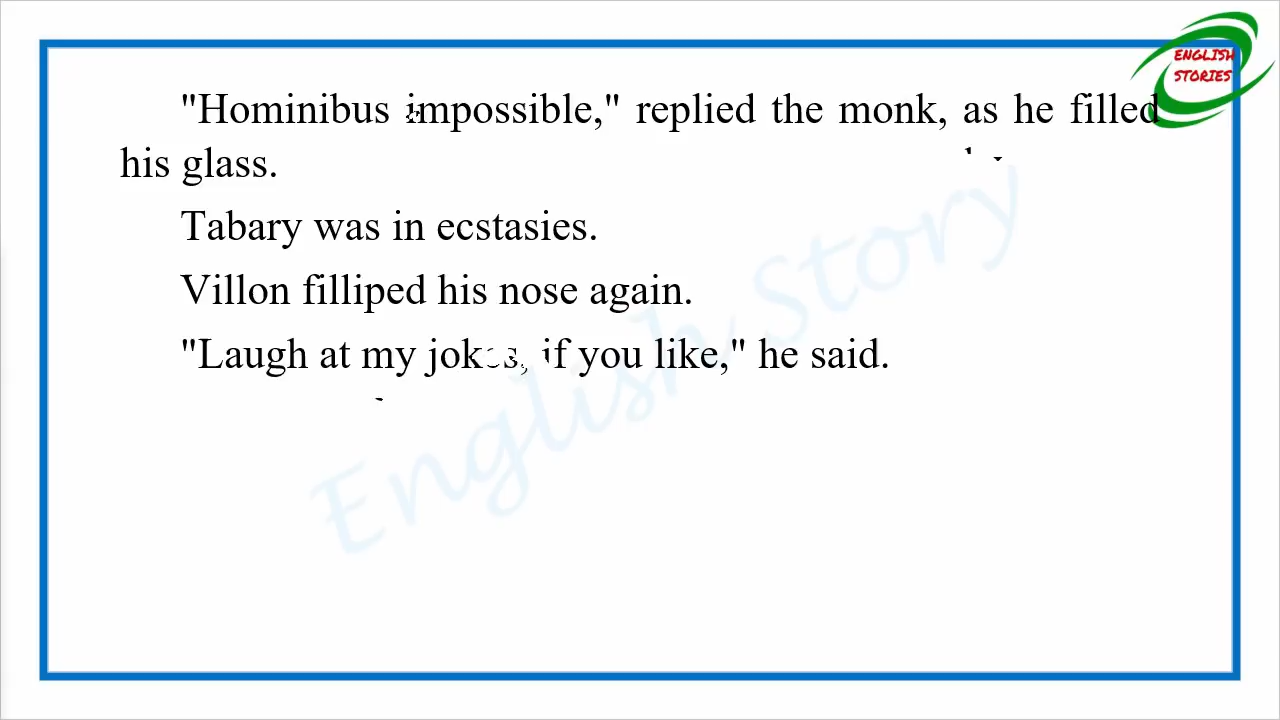 ENGLISH
STORIES
"Hominibus impossible," replied the monk, as he filled
his glass.
Tabary was in ecstasies.
Villon filliped his nose again.
"Laugh at my jokes, if you like," he said.
English Story